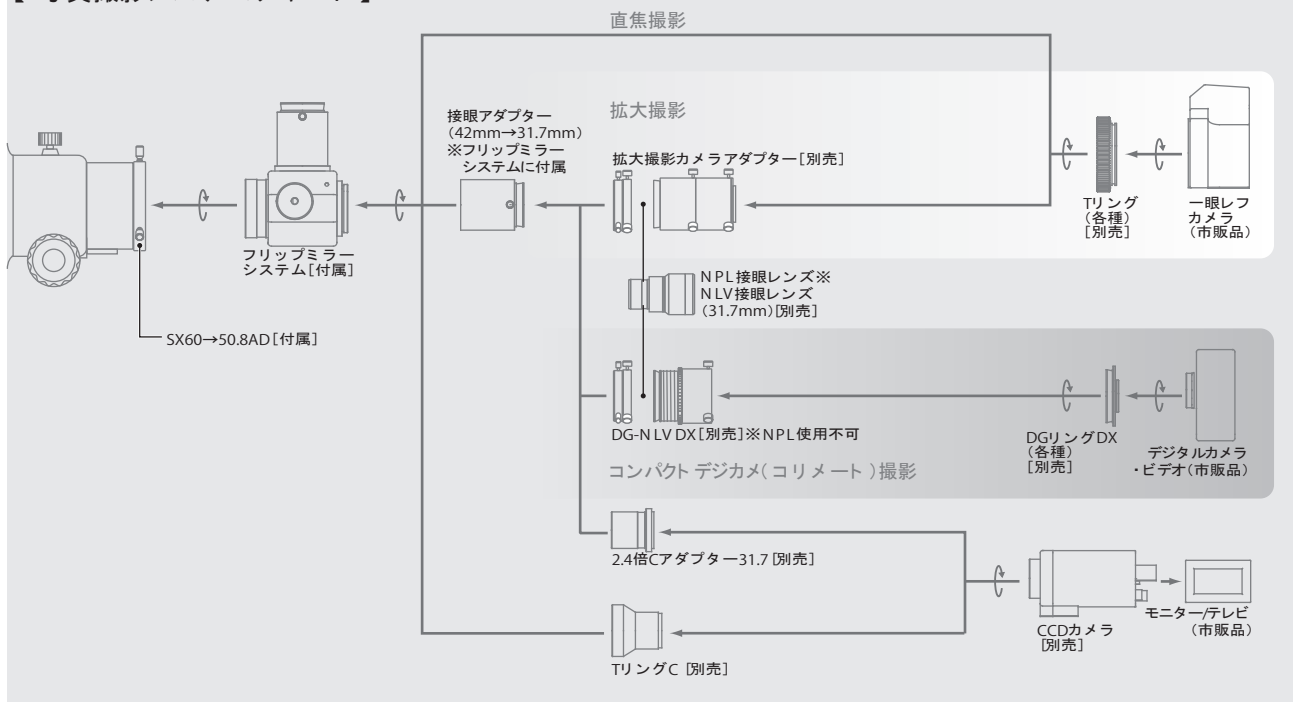 直焦撮影
拡大撮影
接眼アダプター
(42mm→31.7mm)
※フリップミラー
システムに付属
拡大撮影カメラアダプター[別売]
Tリング
(各種)
[別売]
一眼レフ
カメラ
(市販品)
フリップミラー
システム[付属]
SX60→50.8AD[付属]
NPL接眼レンズ※
NLV接眼レンズ
(31.7mm)[別売]
DG-NLV DX[別売]※NPL使用不可
DGリングDX
(各種)
[別売]
デジタルカメラ
・ビデオ(市販品)
コンパクトデジカメ(コリメート)撮影
2.4倍Cアダプター31.7[別売]
CCDカメラ
[別売]
モニター/テレビ
(市販品)
TリングC [別売]